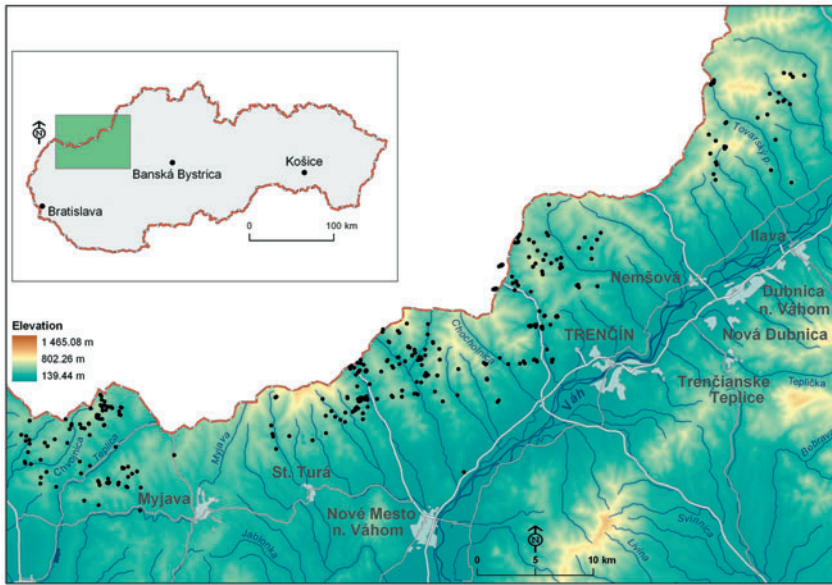 N
Košice
Banská Bystrica
Bratislava
0
100 km
Elevation
1 465.08 m
802.26 m
139.44 m
Tovarský p.
Ilava
Nemšová
Dubnica
n. Váhom
Nová Dubnica
TRENČÍN
Trenčianske
Teplice
Teplička
Chocholnica
Váh
Bebrava
Chvojnica
Teplica
Myjava
Myjava
St. Turá
Nové Mesto
n. Váhom
Jablonka
Svinnica
Livina
N
0
5
10 km